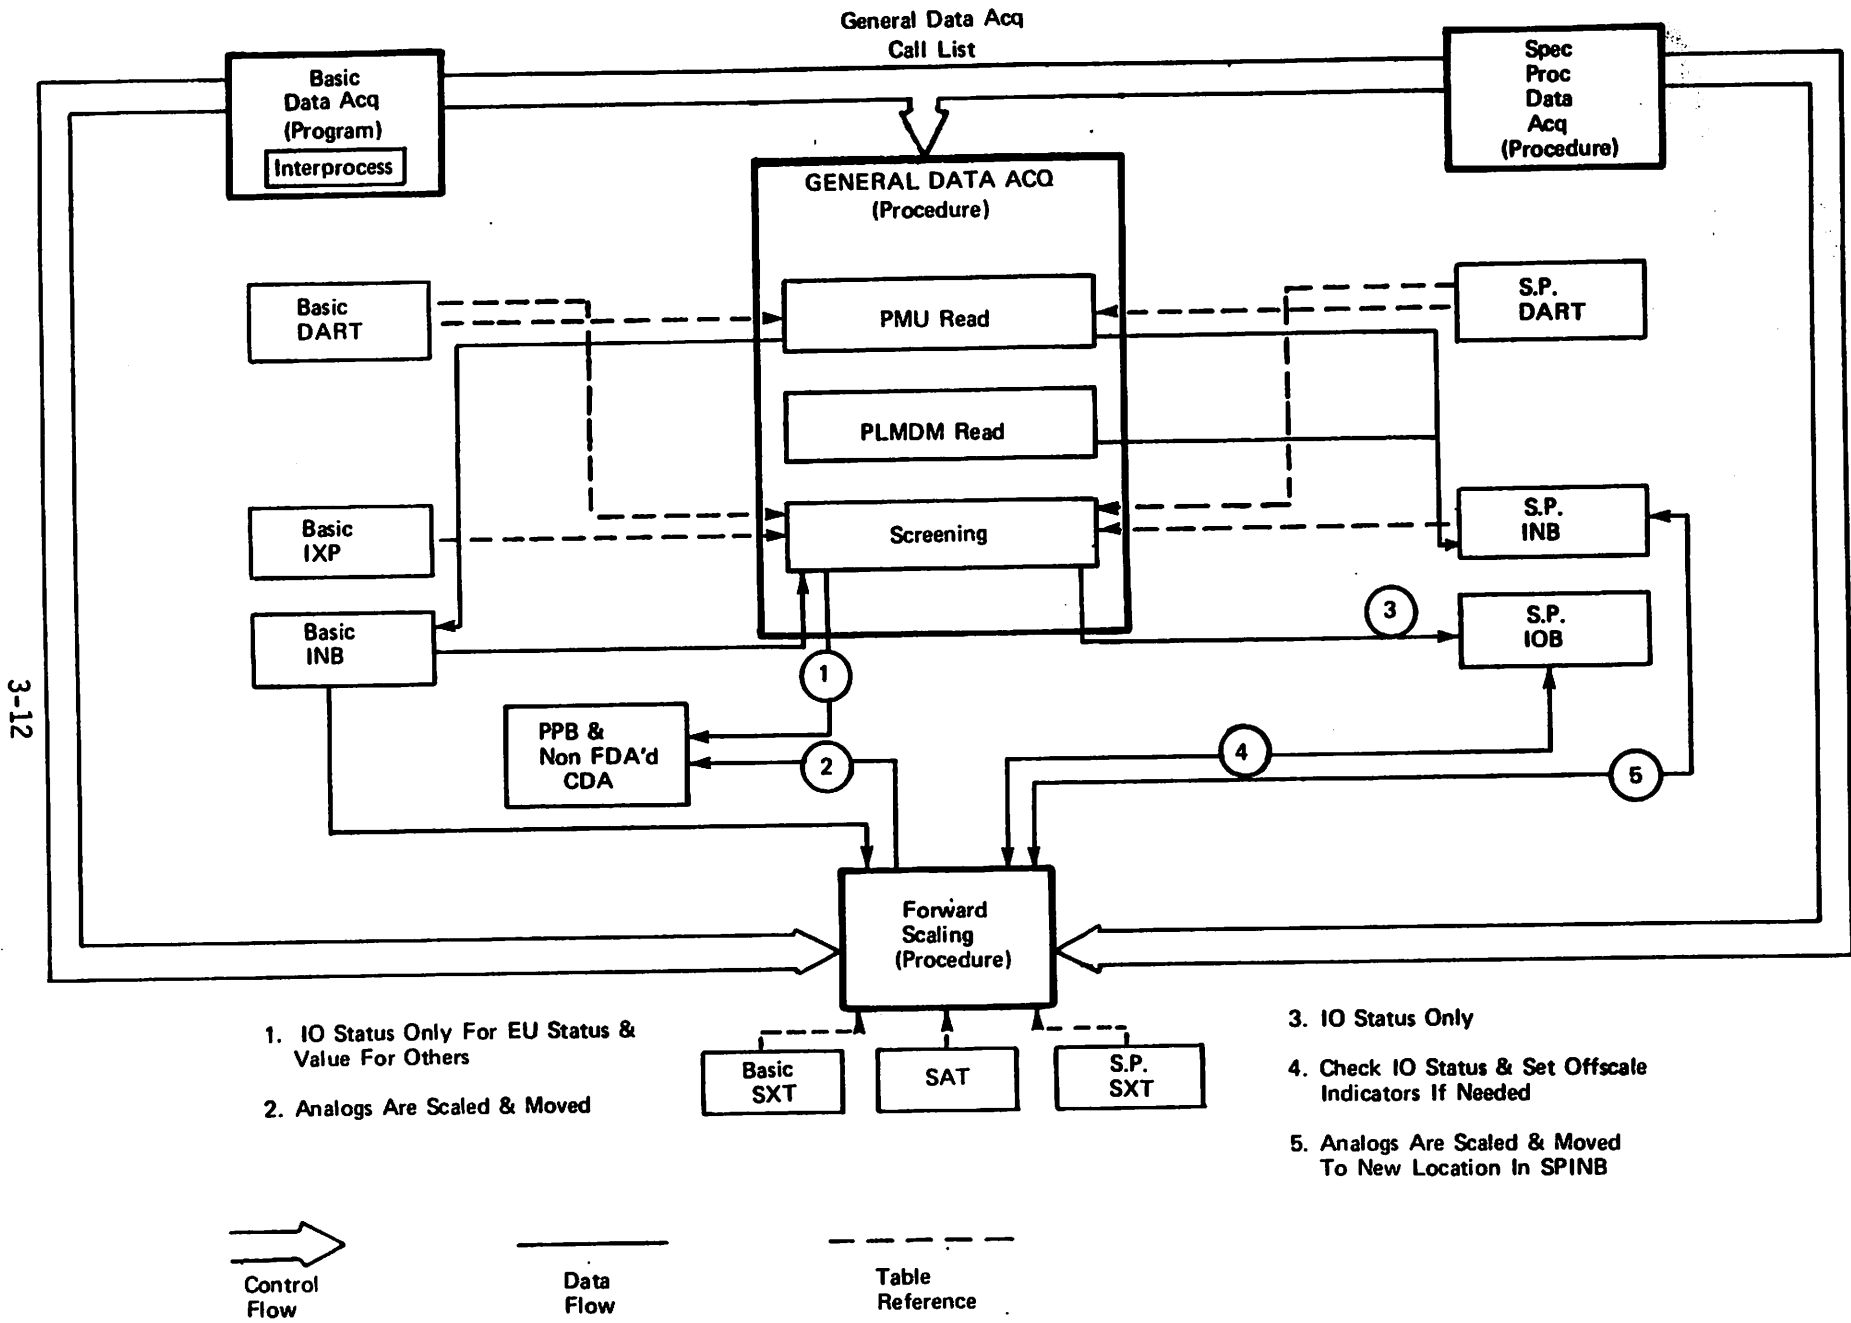 General Data Acq
Call List
Basic
Data Acq
(Program)
Interprocess
Spec
Proc
Data
Acq
(Procedure)
GENERAL DATA ACQ
(Procedure)
Basic
DART
PMU Read
S.P.
DART
PLMDM Read
Basic
IXP
Screening
S.P.
INB
Basic
INB
3
S.P.
IOB
1
3-12
PPB &
Non FDA'd
CDA
2
4
5
Forward
Scaling
(Procedure)
Basic
SXT
SAT
S.P.
SXT
1. IO Status Only For EU Status &
Value For Others
2. Analogs Are Scaled & Moved
3. IO Status Only
4. Check IO Status & Set Offscale
Indicators If Needed
5. Analogs Are Scaled & Moved
To New Location In SPINB
Control
Flow
Data
Flow
Table
Reference